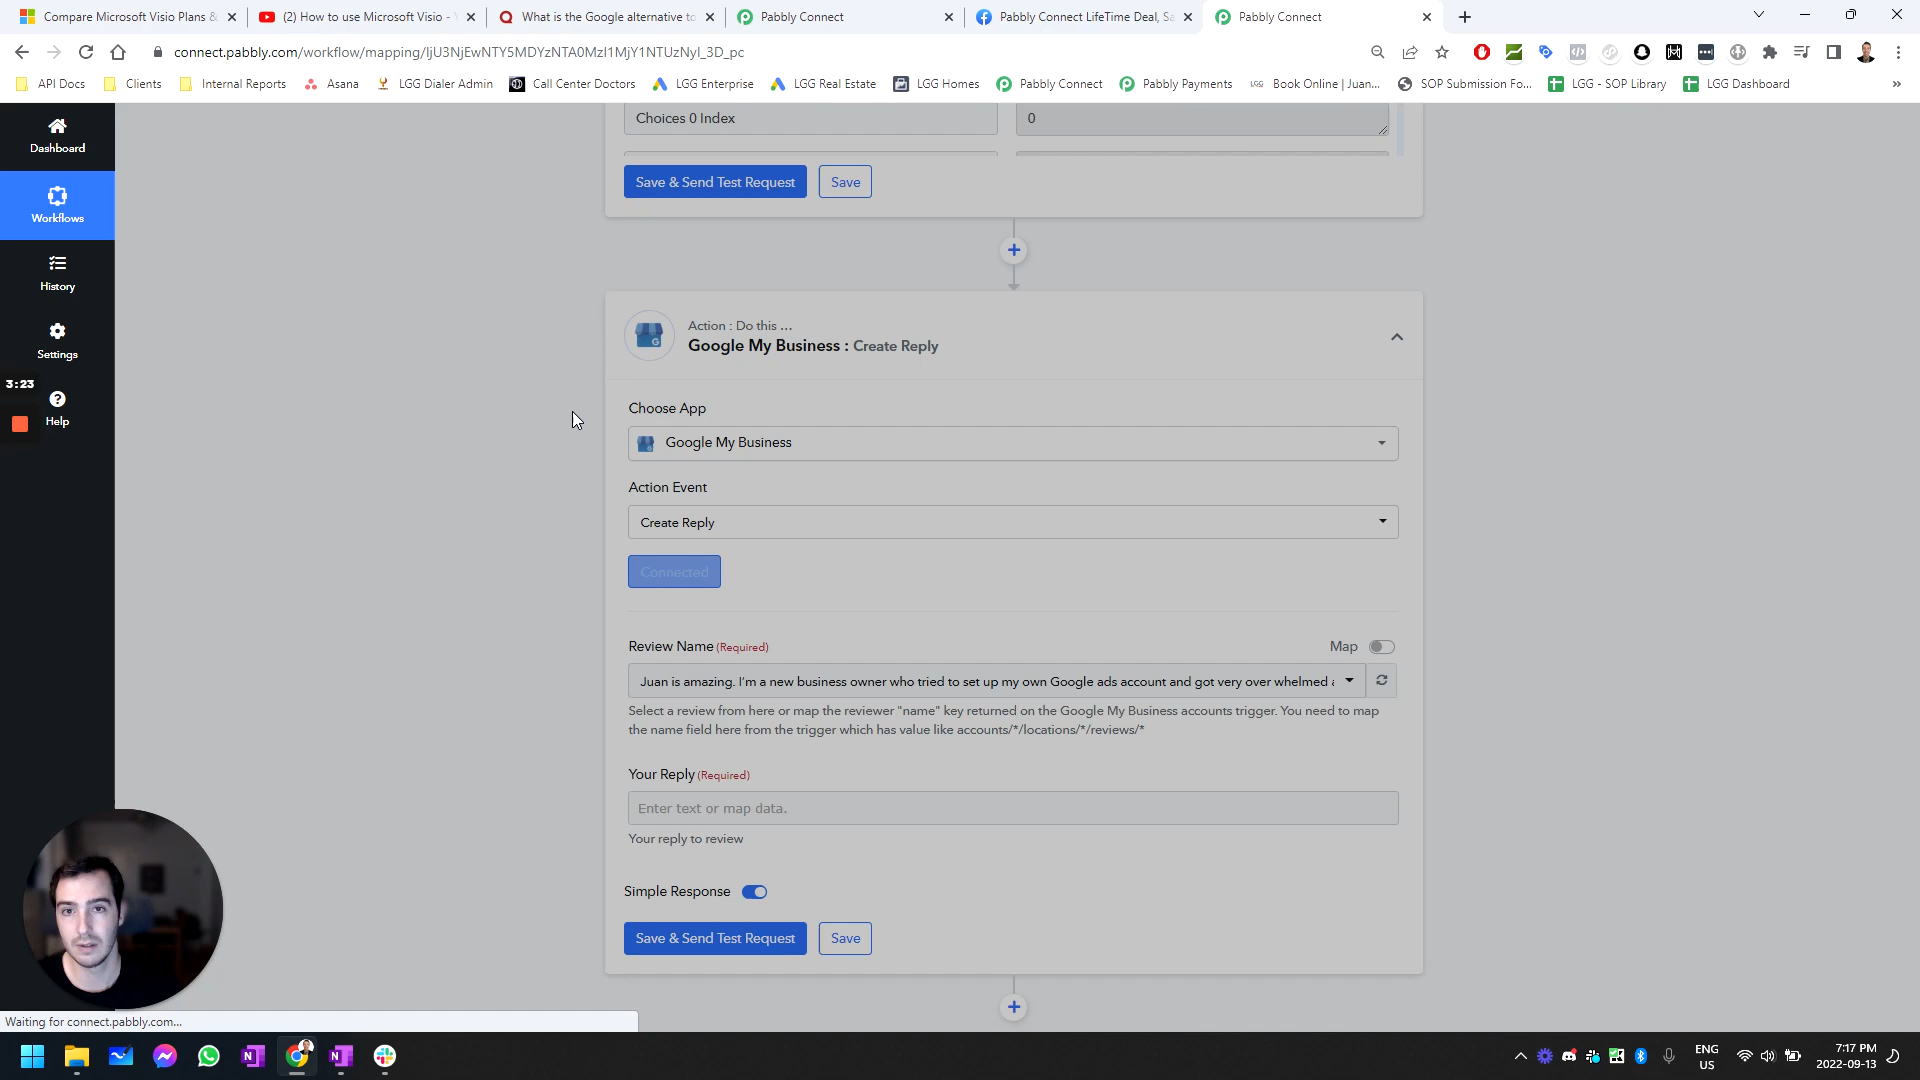 Compare Microsoft Visio Plans &
(2) How to use Microsoft Visio -
What is the Google alternative to
Pabbly Connect
Pabbly Connect LifeTime Deal, Sa
Pabbly Connect
connect.pabbly.com/workflow/mapping/IjU3NjEwNTY5MDYzNTA0MzI1MjY1NTUzNyI_3D_pc
API Docs
Clients
Internal Reports
Asana
LGG Dialer Admin
Call Center Doctors
LGG Enterprise
LGG Real Estate
LGG Homes
Pabbly Connect
Pabbly Payments
Book Online | Juan...
SOP Submission Fo...
LGG - SOP Library
LGG Dashboard
Dashboard
Workflows
History
Settings
3:23
Help
Choices 0 Index
0
Save & Send Test Request
Save
Action : Do this ...
Google My Business : Create Reply
Choose App
Google My Business
Action Event
Create Reply
Connected
Review Name (Required)
Map
Juan is amazing. I'm a new business owner who tried to set up my own Google ads account and got very over whelmed a
Select a review from here or map the reviewer "name" key returned on the Google My Business accounts trigger. You need to map
the name field here from the trigger which has value like accounts/*/locations/*/reviews/*
Your Reply (Required)
Enter text or map data.
Your reply to review
Simple Response
Save & Send Test Request
Save
Waiting for connect.pabbly.com...
ENG
US
7:17 PM
2022-09-13